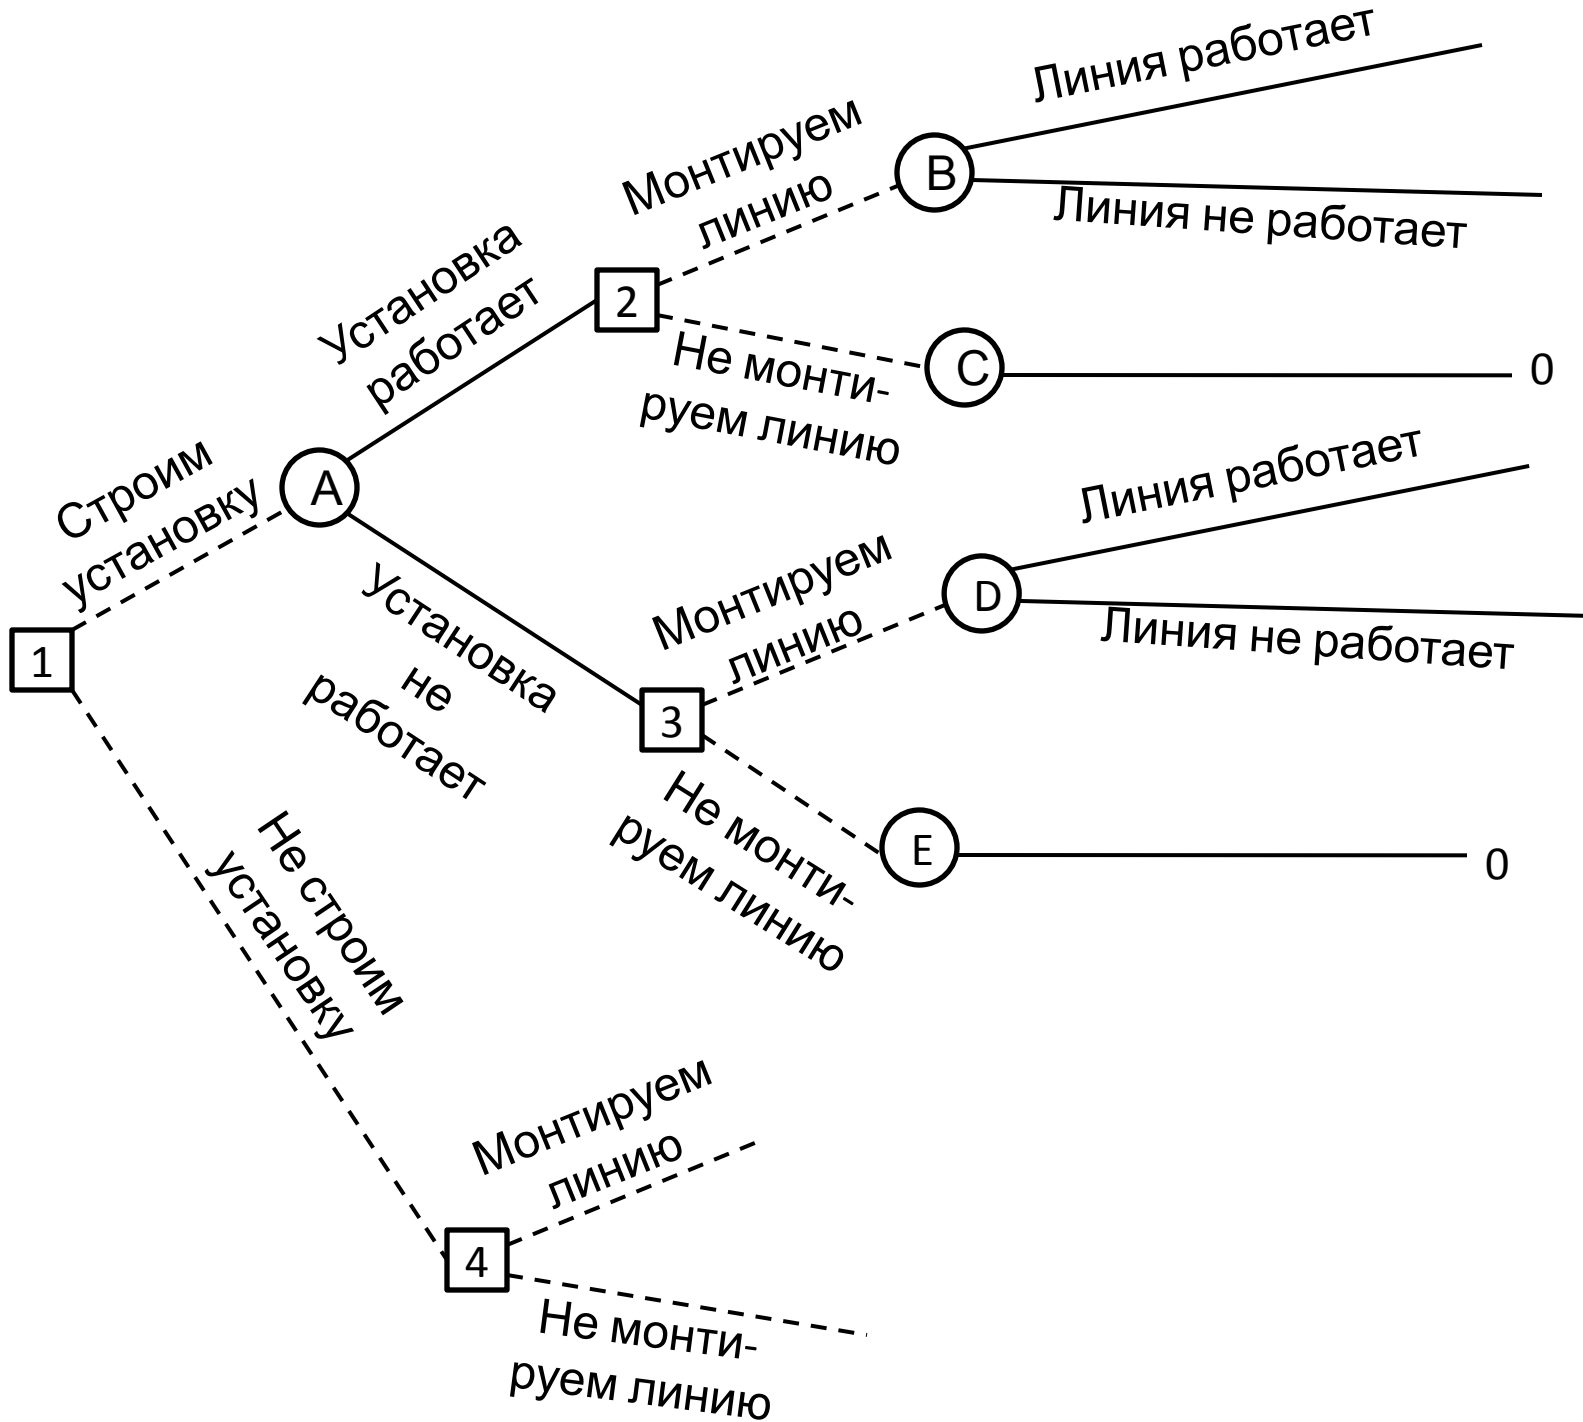 Линия работает
Монтируем
линию
B
Линия не работает
Установка
работает
2
Не монти-
руем линию
C
0
Строим
установку
A
Линия работает
Монтируем
линию
D
Линия не работает
Установка
не
работает
1
3
Не монти-
руем линию
E
0
Не строим
установку
Монтируем
линию
4
Не монти-
руем линию